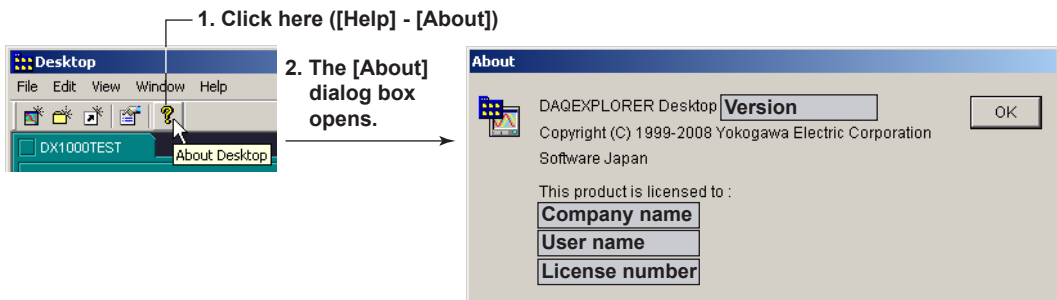 1. Click here ([Help] - [About])
Desktop
File Edit View Window Help
DX1000TEST
About Desktop
2. The [About]
dialog box
opens.
About
DAQEXPLORER Desktop Version
OK
Copyright (C) 1999-2008 Yokogawa Electric Corporation
Software Japan
This product is licensed to :
Company name
User name
License number